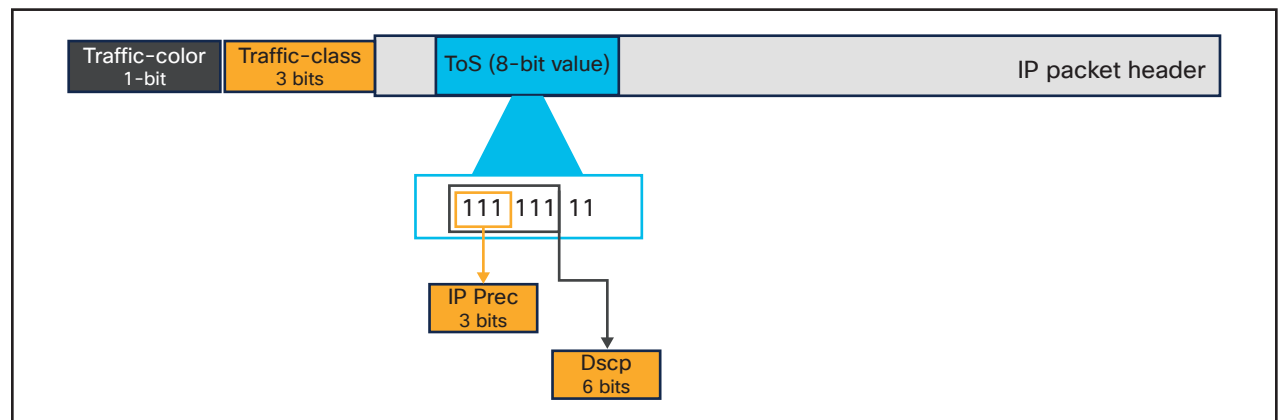 Traffic-color
1-bit
Traffic-class
3 bits
ToS (8-bit value)
IP packet header
111 111 11
IP Prec
3 bits
Dscp
6 bits